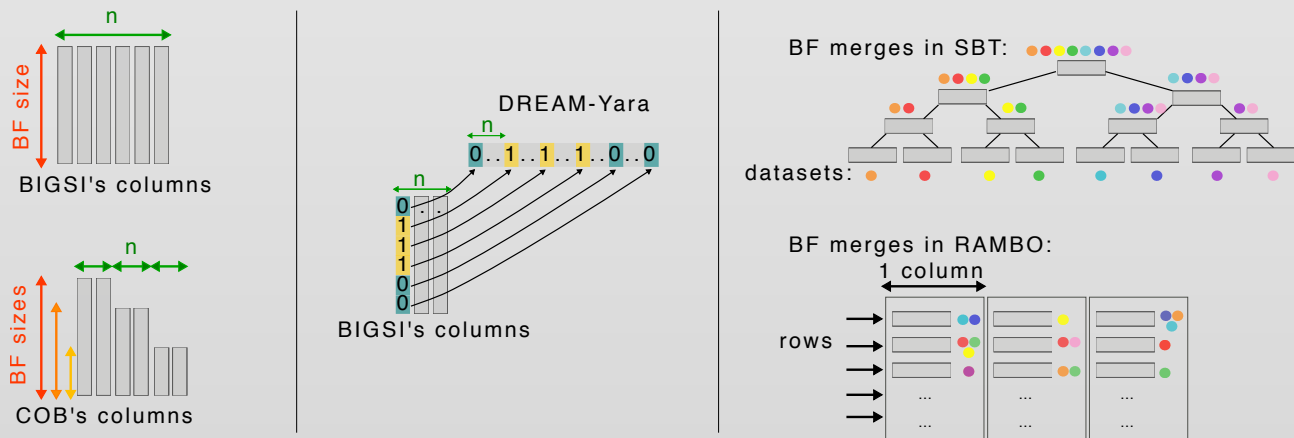 n
BF size
BIGSI's columns
n
BF sizes
COB's columns
DREAM-Yara
n
0..1..1..1..0..0
n
0 . .
1
1
1
0
0
BIGSI's columns
BF merges in SBT:
datasets:
BF merges in RAMBO:
1 column
rows
... ... ...
... ... ...